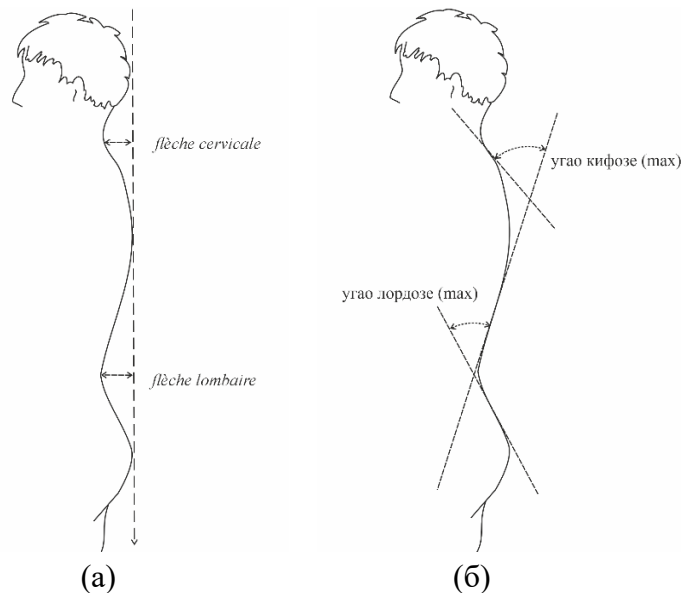 flèche cervicale
flèche lombaire
(а)
угао кифозе (max)
угао лордозе (max)
(б)